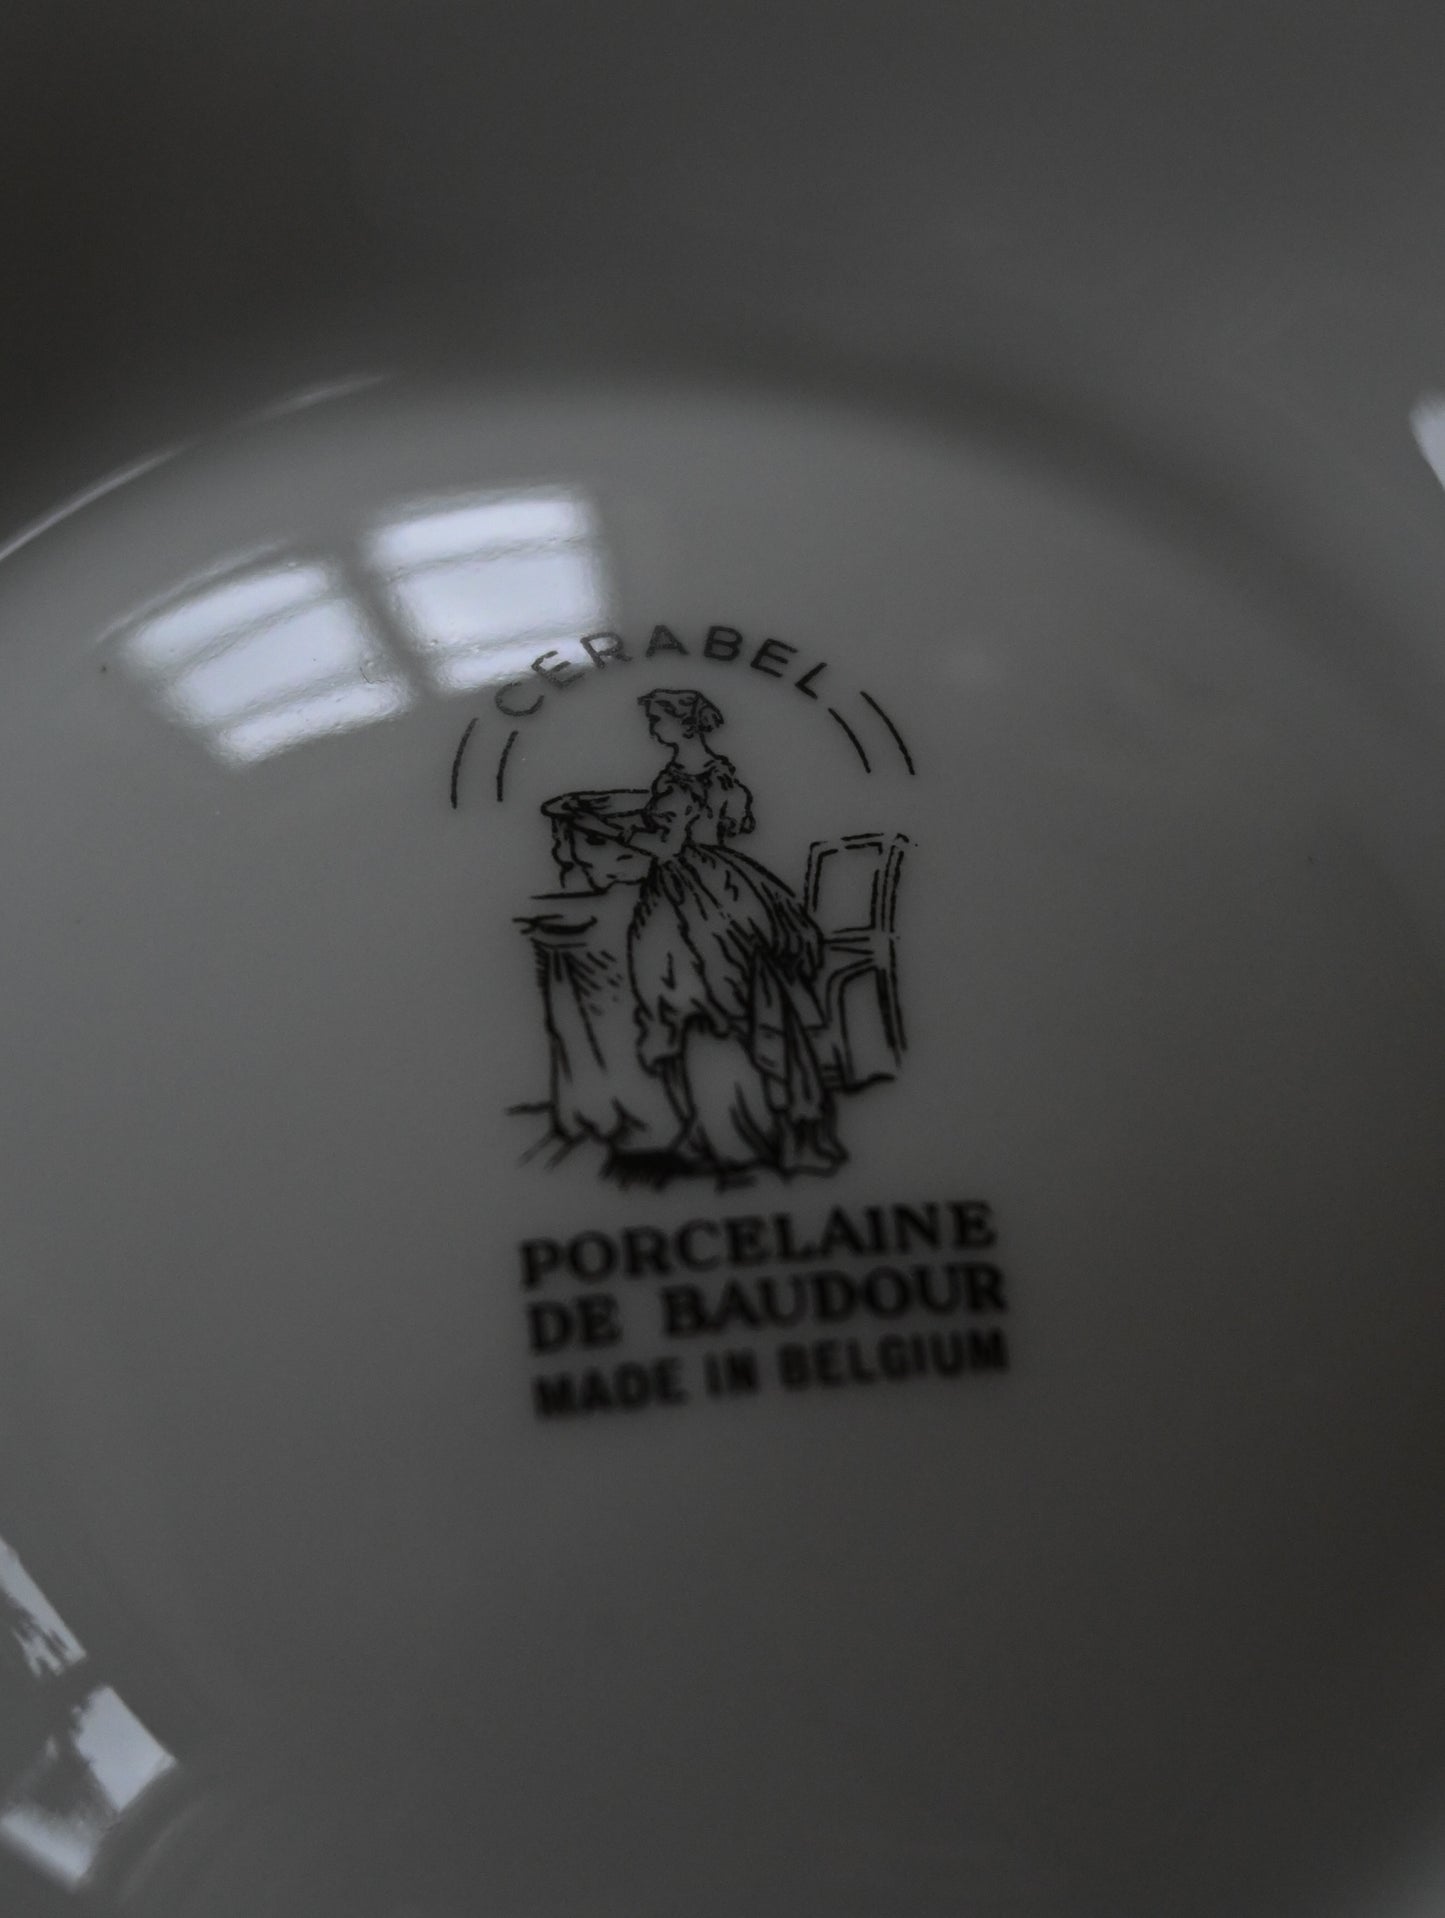 CERABEL
PORCELAINE
DE BAUDOUR
MADE IN BELGIUM